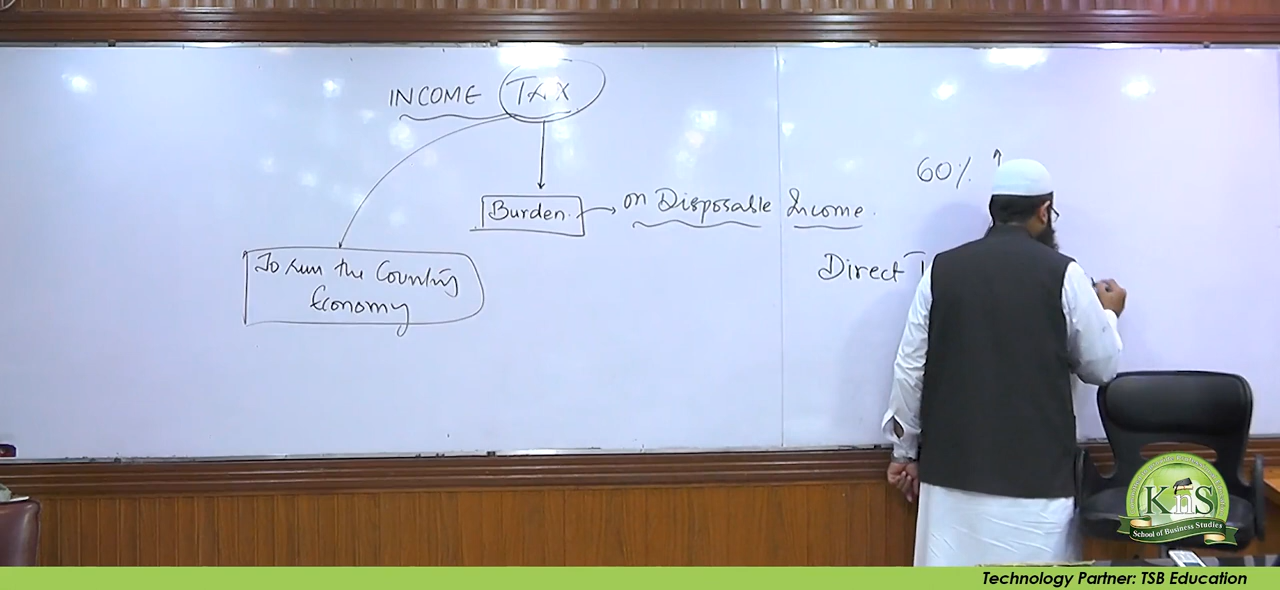 INCOME TAX
60%
Burden. on Disposable Income.
Direct T
To run the Country
Economy
KnS
School of Business Studies
Technology Partner: TSB Education